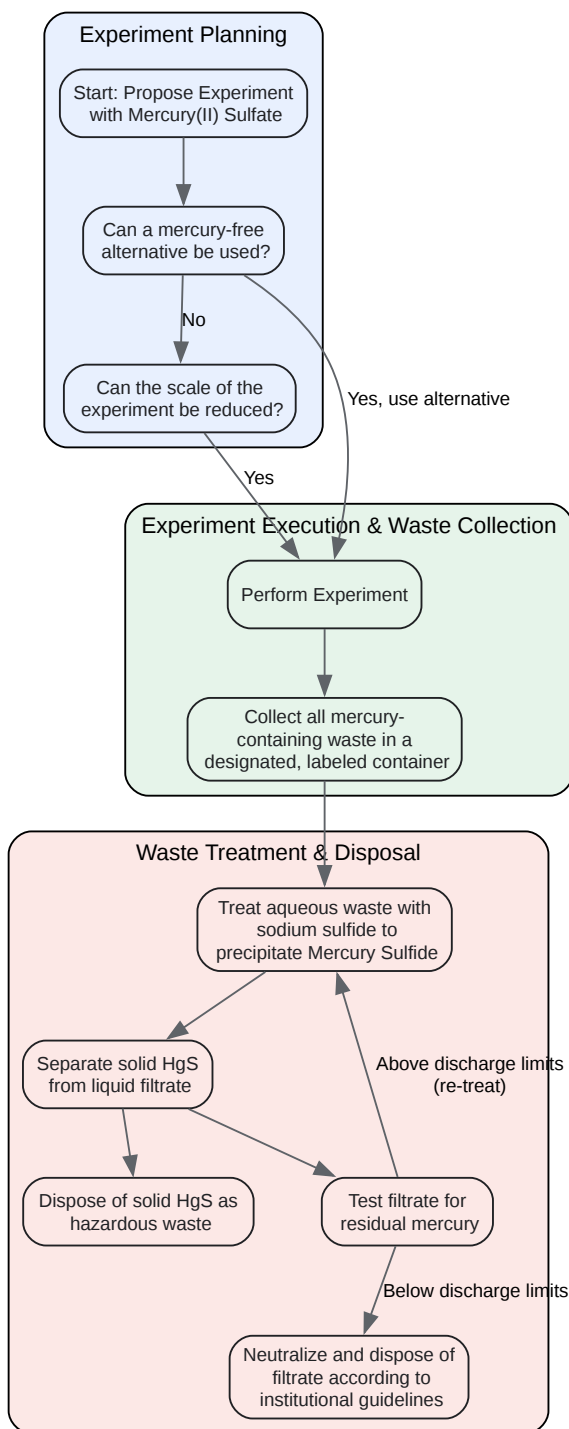 Experiment Planning
Start: Propose Experiment
with Mercury(II) Sulfate
Can a mercury-free
alternative be used?
No
Can the scale of the
experiment be reduced?
Yes, use alternative
Yes
Experiment Execution & Waste Collection
Perform Experiment
Collect all mercury-
containing waste in a
designated, labeled container
Waste Treatment & Disposal
Treat aqueous waste with
sodium sulfide to
precipitate Mercury Sulfide
Separate solid HgS
from liquid filtrate
Above discharge limits
(re-treat)
Dispose of solid HgS as
hazardous waste
Test filtrate for
residual mercury
Below discharge limits
Neutralize and dispose of
filtrate according to
institutional guidelines